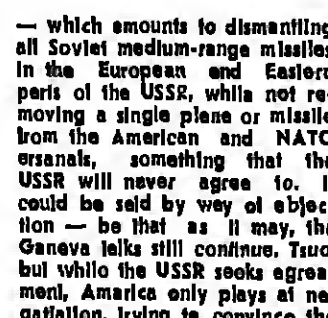 — which amounts to dismantling
all Soviet medium-range missiles
in the European and Eastern
parts of the USSR, while not re-
moving a single plane or missile
from the American and NATO
arsenals, something that the
USSR will never agree to. I
could be said by way of objec-
tion — be that as it may, the
Geneva talks still continue. True
but while the USSR seeks agree-
ment, America only plays at ne-
gotiation, trying to convince the